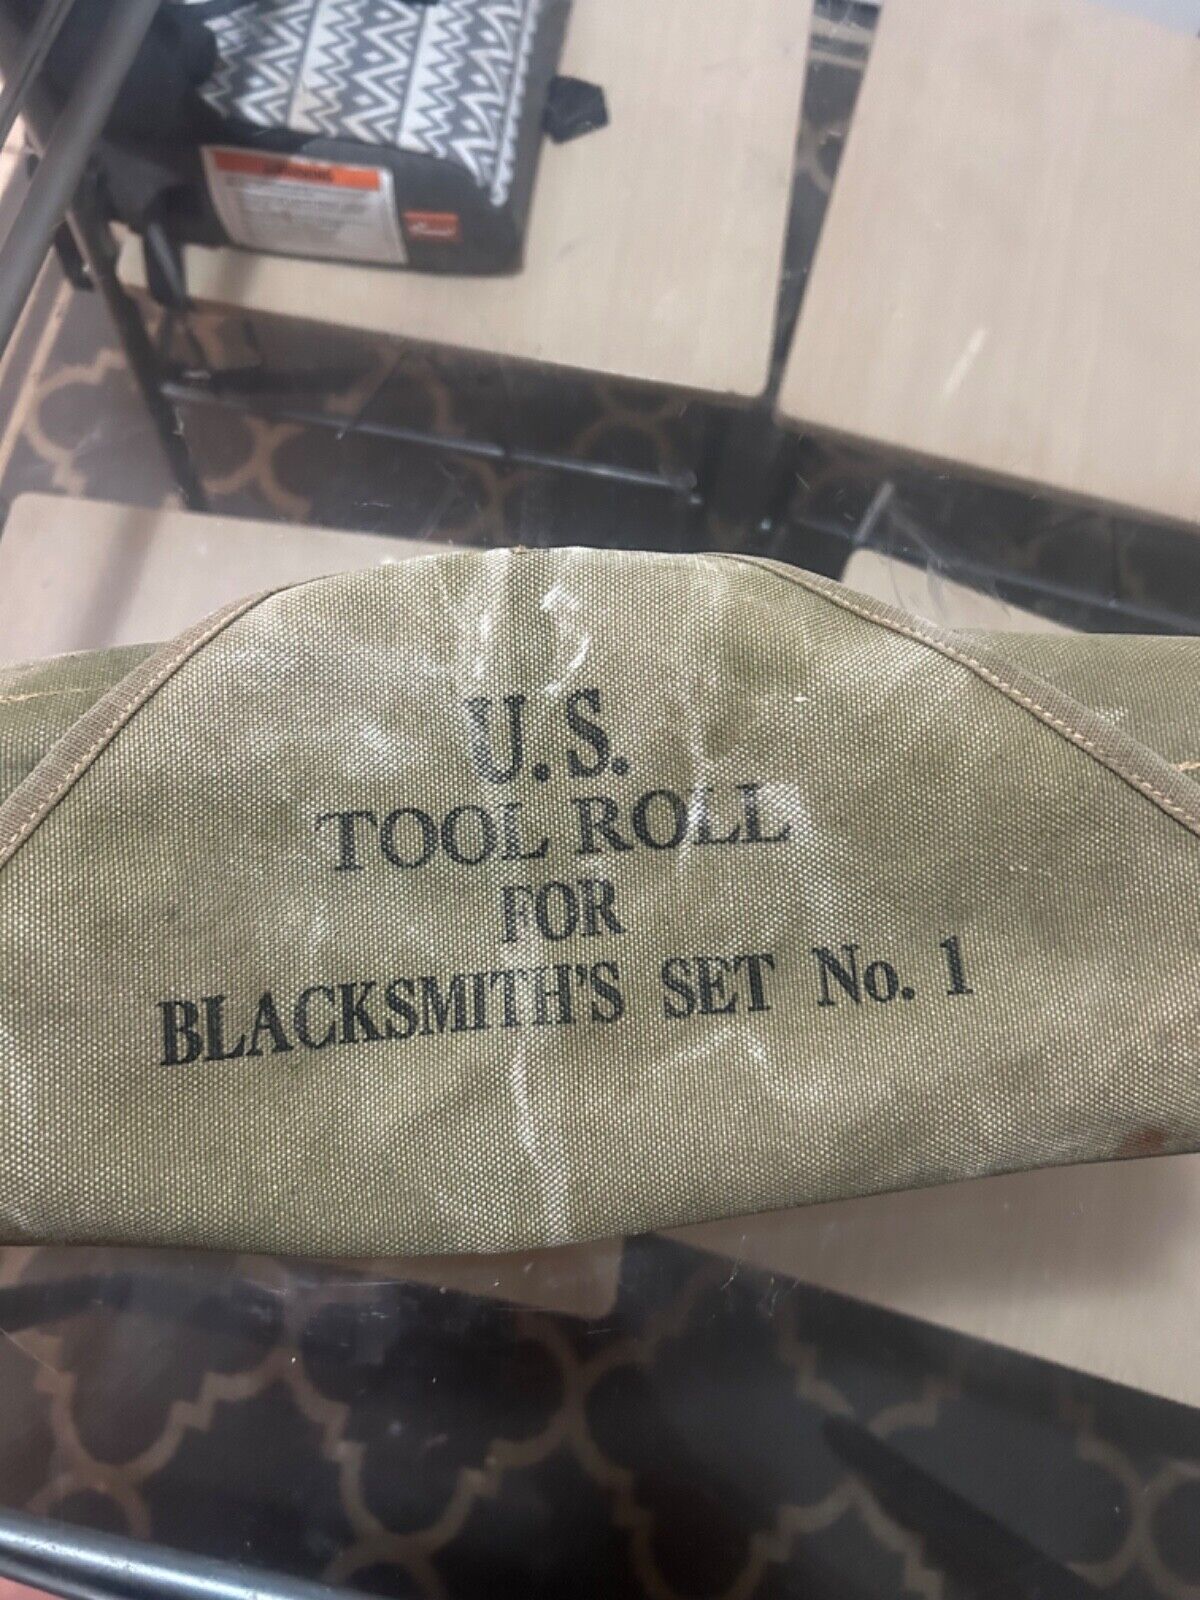 U.S.
TOOL ROLL
FOR
BLACKSMITH'S SET No. 1